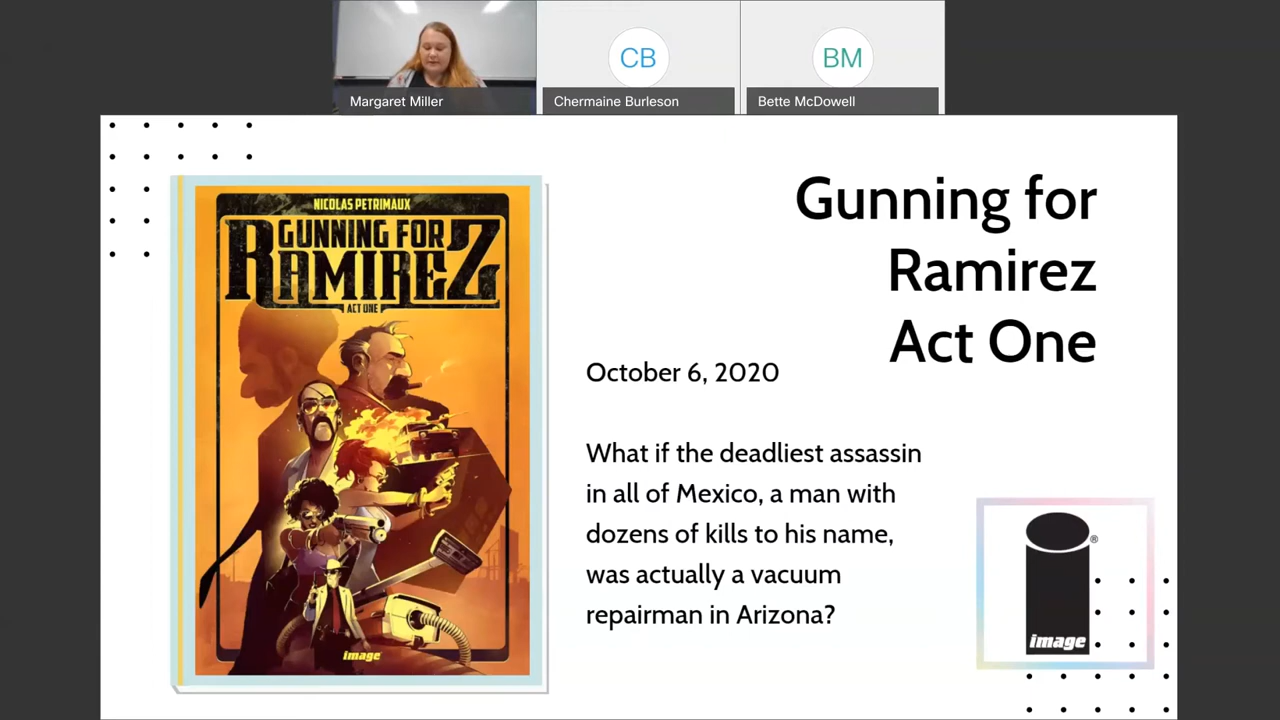 CB
BM
Margaret Miller
Chermaine Burleson
Bette McDowell
NICOLAS PETRIMAUX
GUNNING FOR
RAMIREZ
ACT ONE
image
Gunning for
Ramirez
Act One
October 6, 2020
What if the deadliest assassin
in all of Mexico, a man with
dozens of kills to his name,
was actually a vacuum
repairman in Arizona?
®
image